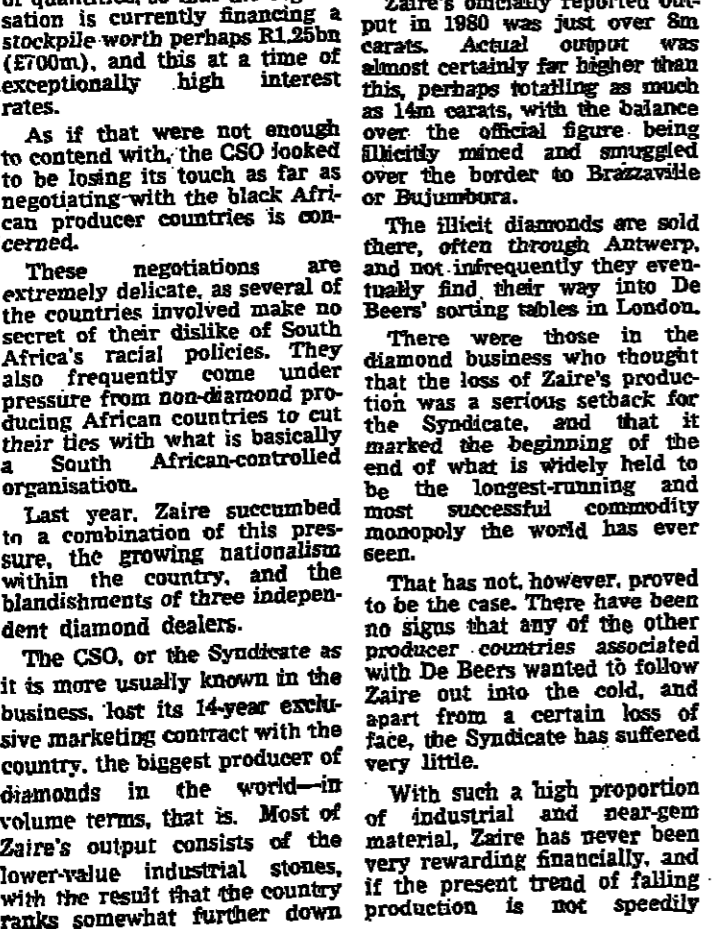 sation is currently financing a
stockpile worth perhaps R1.25bn
(£700m), and this at a time of
exceptionally high interest
rates.
As if that were not enough
to contend with, the CSO looked
to be losing its touch as far as
negotiating with the black Afri-
can producer countries is con-
cerned.
These negotiations are
extremely delicate, as several of
the countries involved make no
secret of their dislike of South
Africa's racial policies. They
also frequently come under
pressure from non-diamond pro-
ducing African countries to cut
their ties with what is basically
a South African-controlled
organisation.
Last year, Zaire succumbed
to a combination of this pres-
sure, the growing nationalism
within the country, and the
blandishments of three indepen-
dent diamond dealers.
The CSO, or the Syndicate as
it is more usually known in the
business, lost its 14-year exclu-
sive marketing contract with the
country, the biggest producer of
diamonds in the world—in
volume terms, that is. Most of
Zaire's output consists of the
lower-value industrial stones,
with the result that the country
ranks somewhat further down
Zaire's officially reported out-
put in 1980 was just over 8m
carats. Actual output was
almost certainly far higher than
this, perhaps totalling as much
as 14m carats, with the balance
over the official figure being
illicitly mined and smuggled
over the border to Brazzaville
or Bujumbura.
The illicit diamonds are sold
there, often through Antwerp,
and not infrequently they even-
tually find their way into De
Beers' sorting tables in London.
There were those in the
diamond business who thought
that the loss of Zaire's produc-
tion was a serious setback for
the Syndicate, and that it
marked the beginning of the
end of what is widely held to
be the longest-running and
most successful commodity
monopoly the world has ever
seen.
That has not, however, proved
to be the case. There have been
no signs that any of the other
producer countries associated
with De Beers wanted to follow
Zaire out into the cold, and
apart from a certain loss of
face, the Syndicate has suffered
very little.
With such a high proportion
of industrial and near-gem
material, Zaire has never been
very rewarding financially, and
if the present trend of falling
production is not speedily